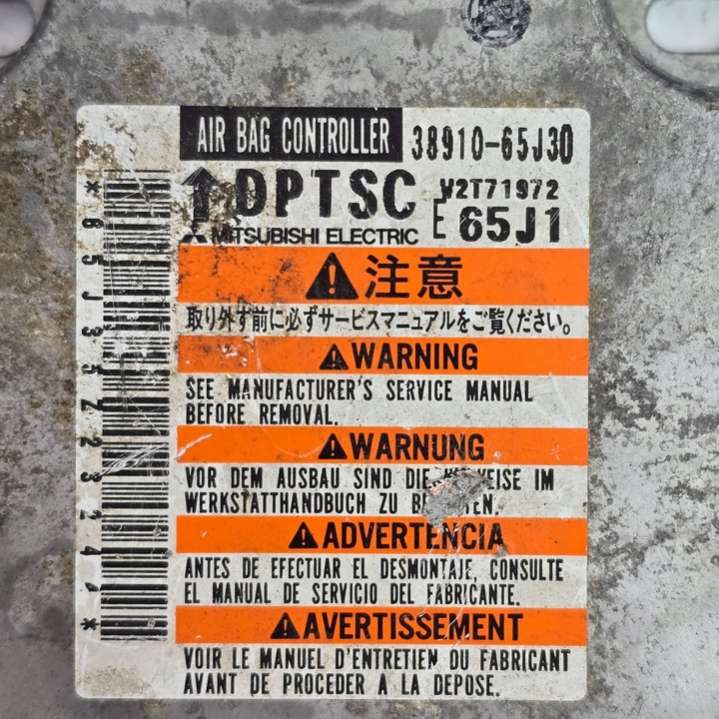 AIR BAG CONTROLLER 38910-65J30
DPTSC W2T71972
MITSUBISHI ELECTRIC E 65J1
注意
取り外す前に必ずサービスマニュアルをご覧ください。
WARNING
SEE MANUFACTURER'S SERVICE MANUAL
BEFORE REMOVAL.
WARNUNG
VOR DEM AUSBAU SIND DIE IM
WERKSTATTHANDBUCH ZU
ADVERTENCIA
ANTES DE EFECTUAR EL DESMONTAJE, CONSULTE
EL MANUAL DE SERVICIO DEL FABRICANTE.
AVERTISSEMENT
VOIR LE MANUEL D'ENTRETIEN DU FABRICANT
AVANT DE PROCEDER A LA DEPOSE.